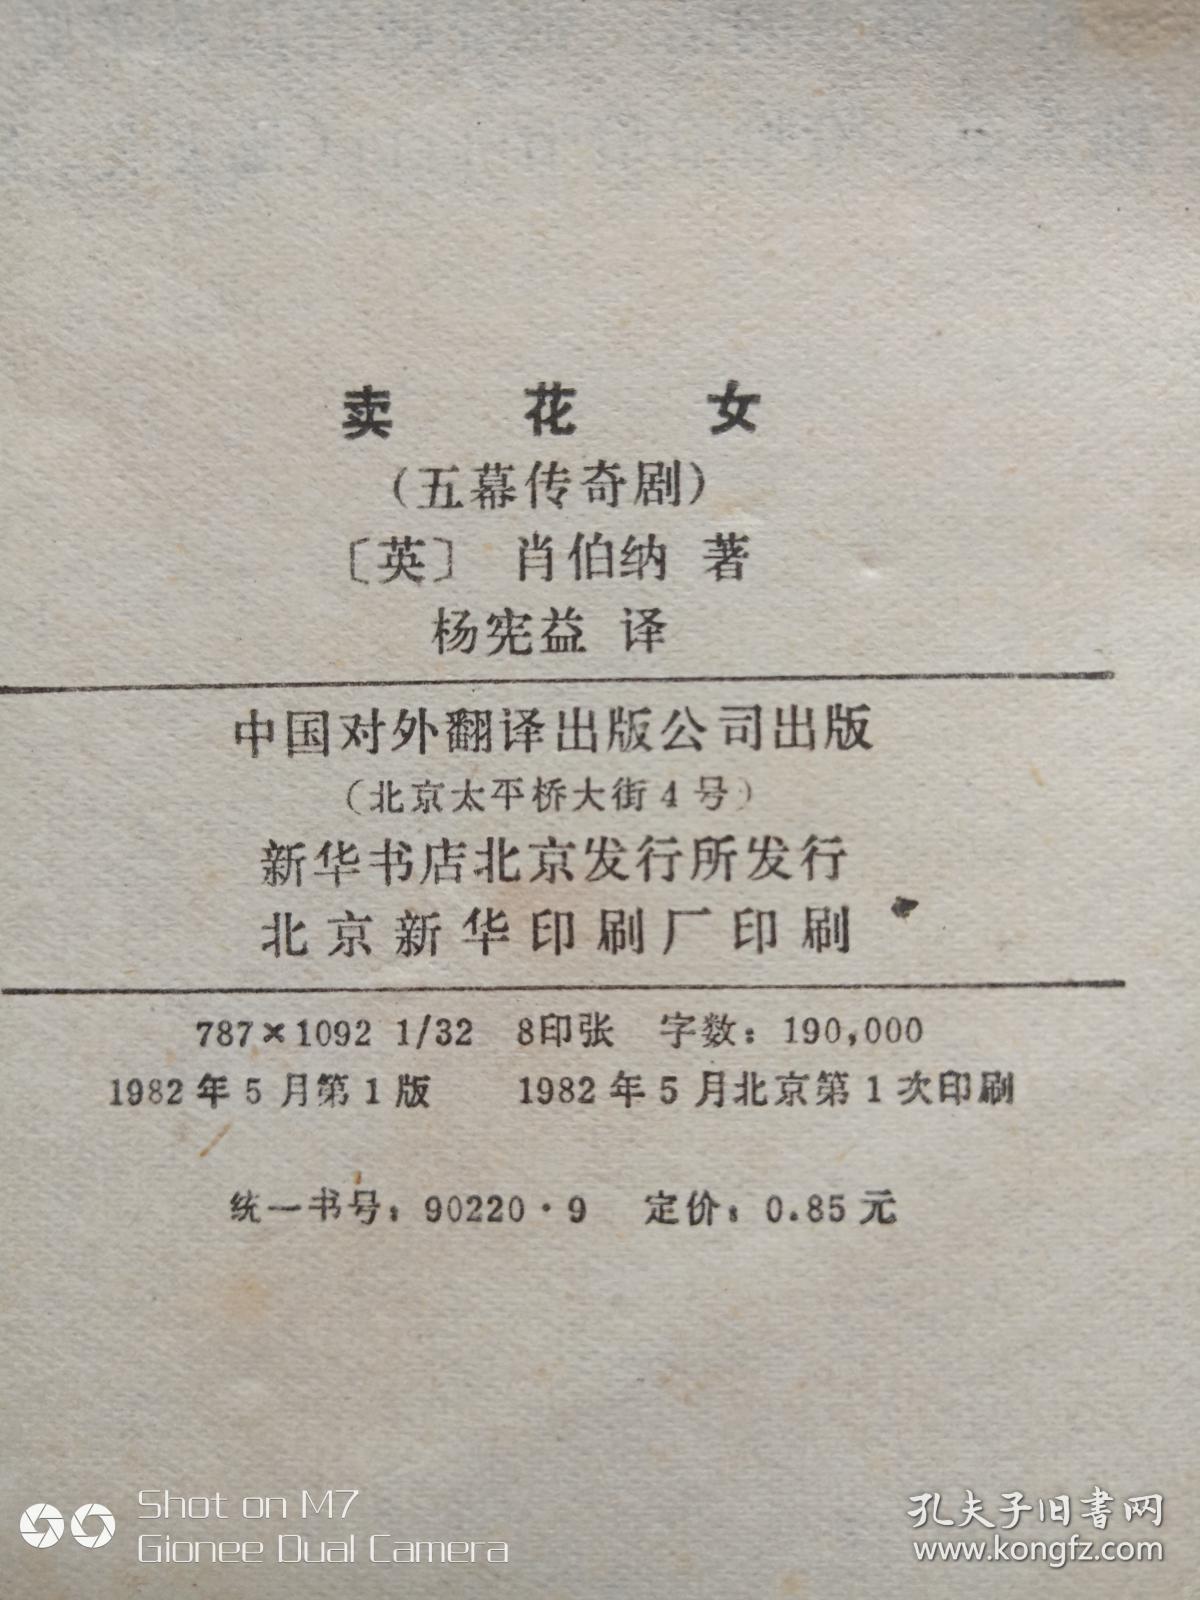 卖花女
（五幕传奇剧）
〔英〕 肖伯纳 著
杨宪益 译
中国对外翻译出版公司出版
（北京太平桥大街4号）
新华书店北京发行所发行
北京新华印刷厂印刷
787×1092 1/32 8印张 字数：190,000
1982年5月第1版 1982年5月北京第1次印刷
统一书号：90220·9 定价：0.85元
Shot on M7
Gionee Dual Camera
孔夫子旧书网
www.kongfz.com